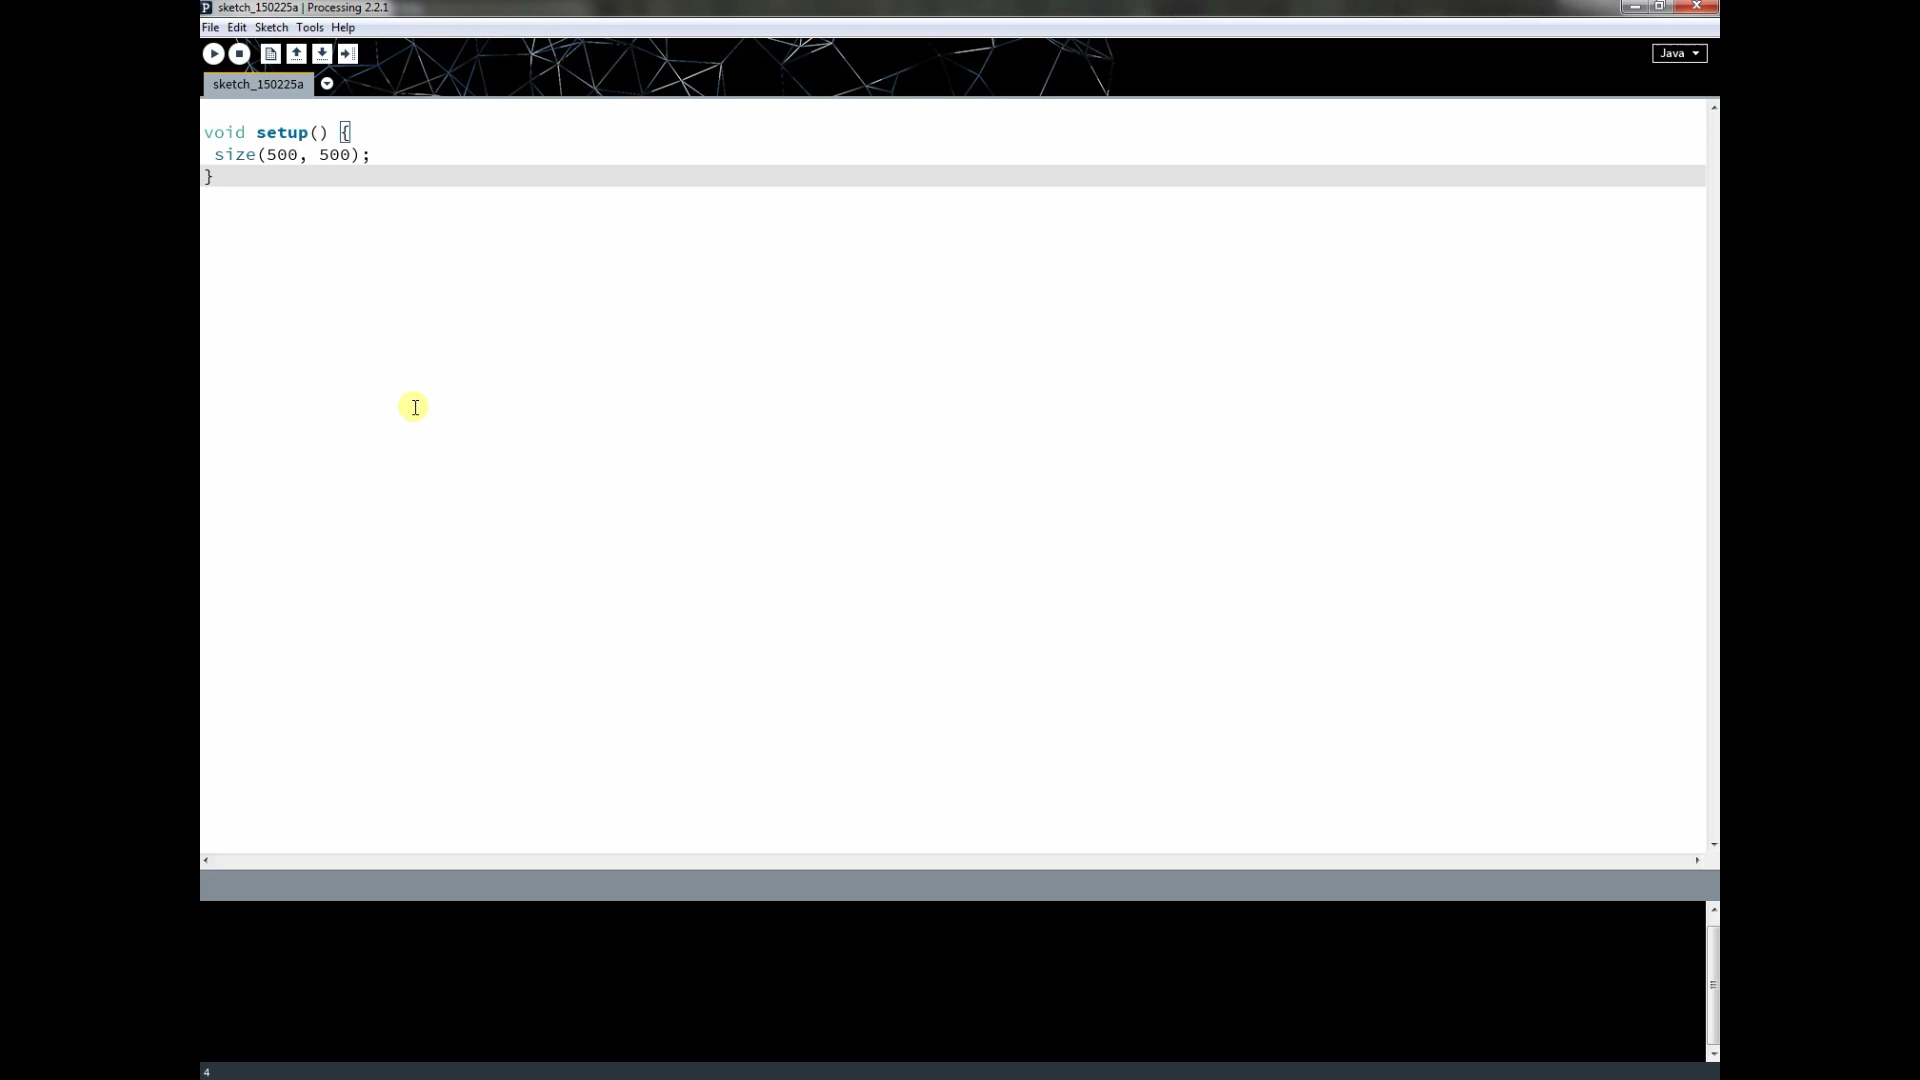 sketch_150225a | Processing 2.2.1
File Edit Sketch Tools Help
Java
sketch_150225a
void setup() {
size(500, 500);
}
4